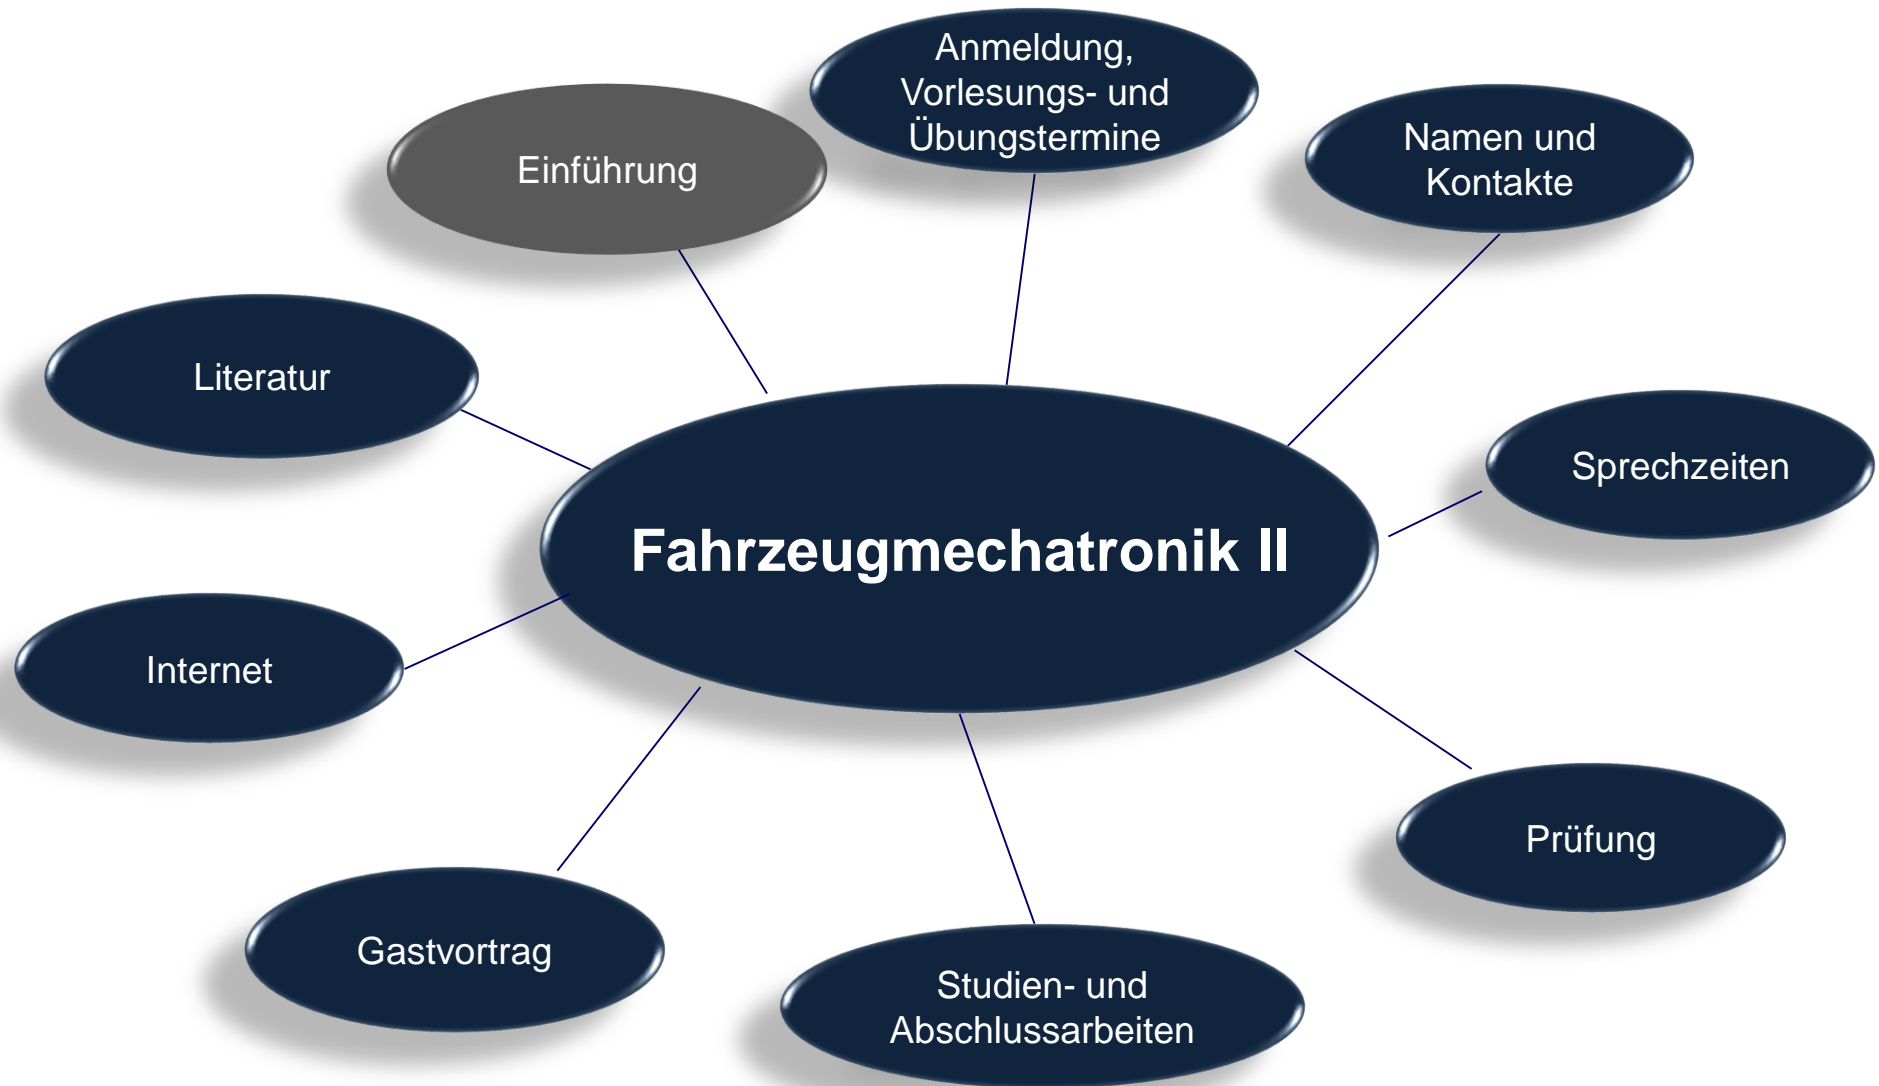 Anmeldung,
Vorlesungs- und
Übungstermine
Einführung
Namen und
Kontakte
Literatur
Sprechzeiten
Fahrzeugmechatronik II
Internet
Prüfung
Gastvortrag
Studien- und
Abschlussarbeiten